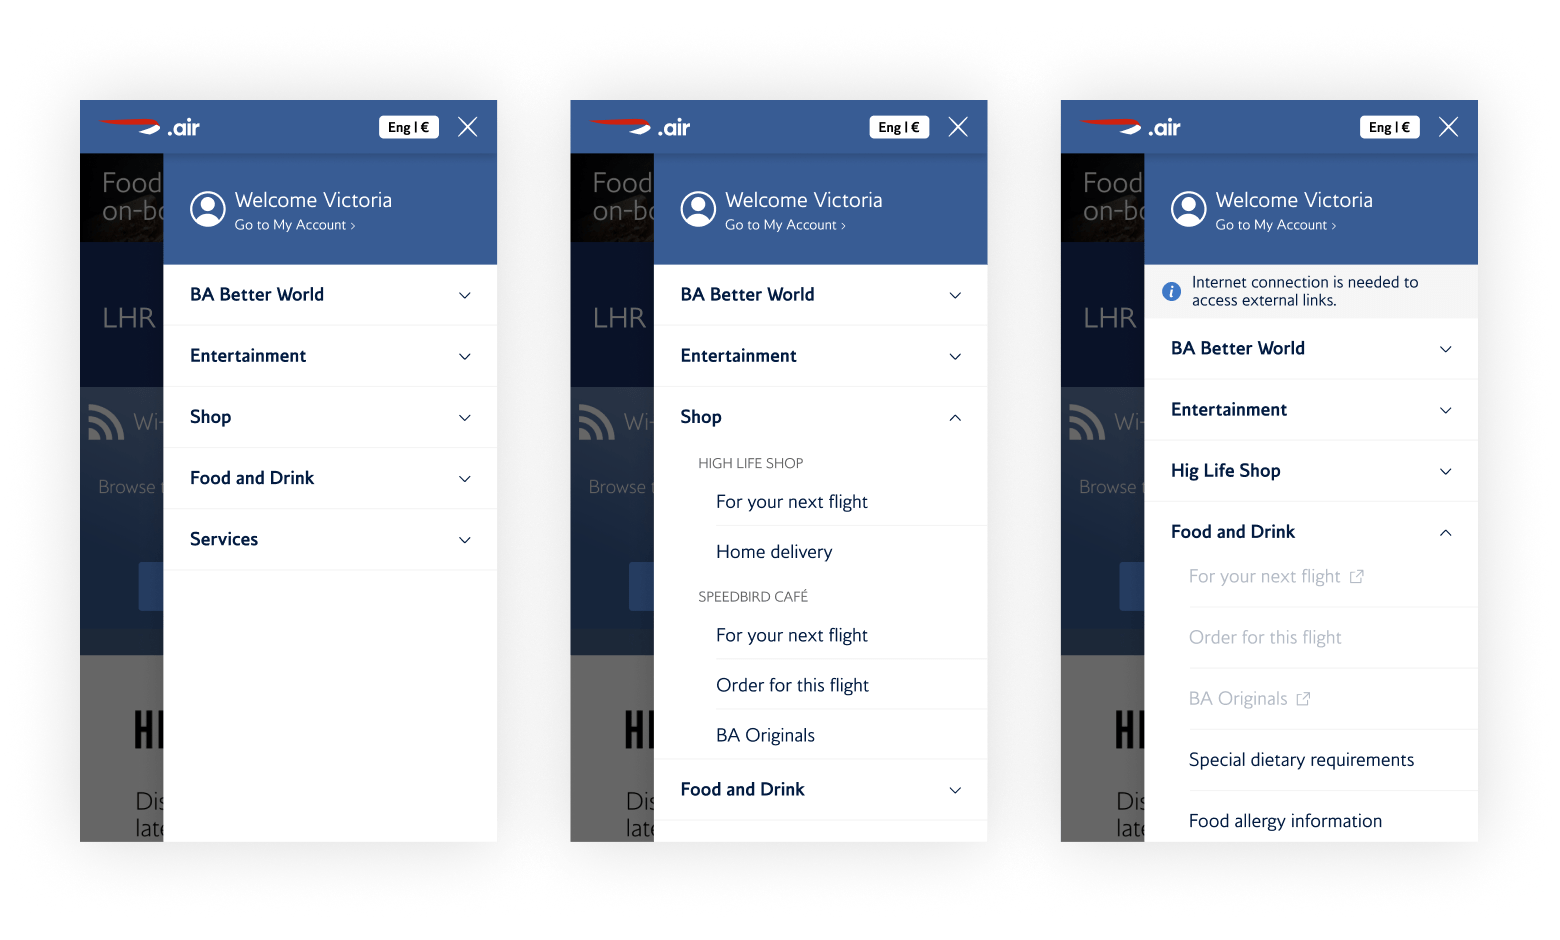 .air
Eng | €
Food
on-bo
Welcome Victoria
Go to My Account >
BA Better World
LHR
Entertainment
Shop
Wi-
Food and Drink
Browse
Services
HI
Dis
late
.air
Eng | €
Food
on-bo
Welcome Victoria
Go to My Account >
BA Better World
LHR
Entertainment
Shop
Wi-
HIGH LIFE SHOP
Browse
For your next flight
Home delivery
SPEEDBIRD CAFÉ
For your next flight
Order for this flight
HI
BA Originals
Food and Drink
Dis
late
.air
Eng | €
Food
on-bo
Welcome Victoria
Go to My Account >
i
Internet connection is needed to
access external links.
LHR
BA Better World
Entertainment
Wi-
Hig Life Shop
Browse
Food and Drink
For your next flight
Order for this flight
BA Originals
HI
Special dietary requirements
Dis
late
Food allergy information